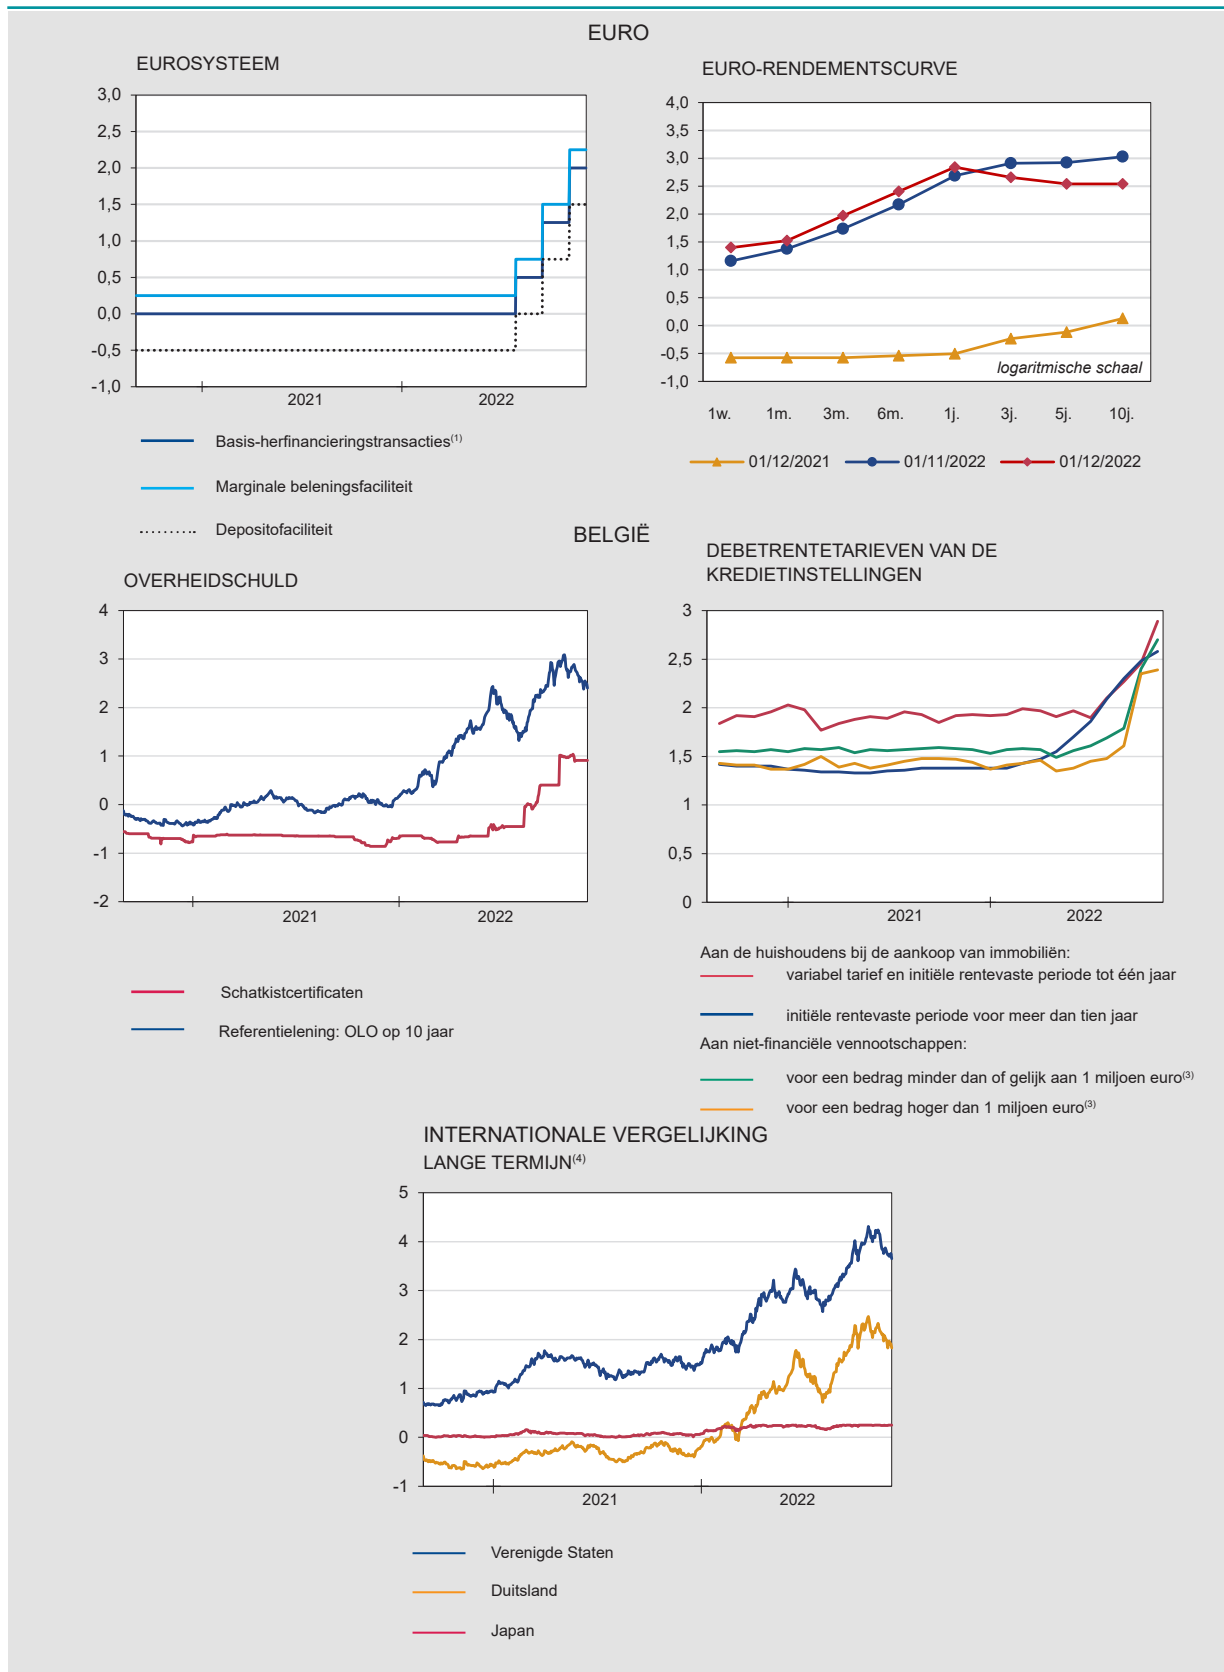 EURO
EUROSYSTEEM
3,0
2,5
2,0
1,5
1,0
0,5
0,0
-0,5
-1,0
2021
2022
Basis-herfinancieringstransacties(1)
Marginale beleningsfaciliteit
Depositofaciliteit
EURO-RENDEMENTSCURVE
4,0
3,5
3,0
2,5
2,0
1,5
1,0
0,5
0,0
-0,5
-1,0
logaritmische schaal
1w. 1m. 3m. 6m. 1j. 3j. 5j. 10j.
01/12/2021 01/11/2022 01/12/2022
BELGIË
OVERHEIDSCHULD
4
3
2
1
0
-1
-2
2021
2022
Schatkistcertificaten
Referentielening: OLO op 10 jaar
DEBETRENTETARIEVEN VAN DE
KREDIETINSTELLINGEN
3
2,5
2
1,5
1
0,5
0
2021
2022
Aan de huishoudens bij de aankoop van immobiliën:
variabel tarief en initiële rentevaste periode tot één jaar
initiële rentevaste periode voor meer dan tien jaar
Aan niet-financiële vennootschappen:
voor een bedrag minder dan of gelijk aan 1 miljoen euro(3)
voor een bedrag hoger dan 1 miljoen euro(3)
INTERNATIONALE VERGELIJKING
LANGE TERMIJN(4)
5
4
3
2
1
0
-1
2021
2022
Verenigde Staten
Duitsland
Japan